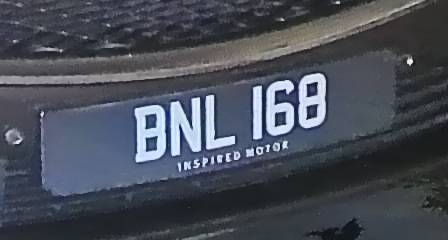 BNL 168
INSPIRED MOTOR